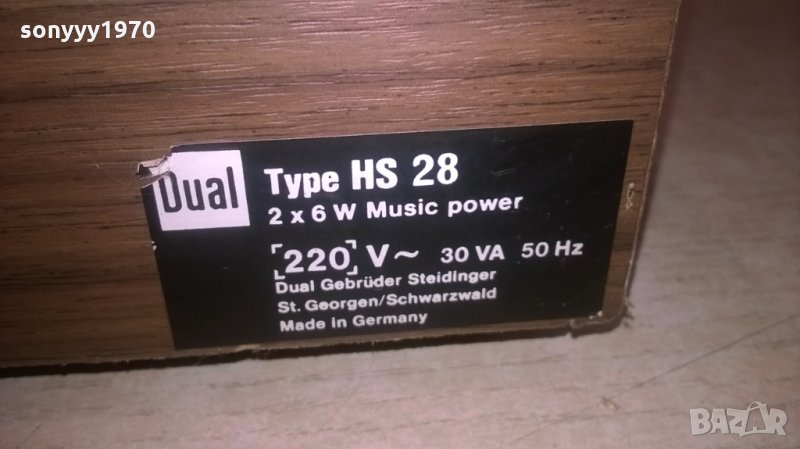 sonyyy1970
Dual
Type HS 28
2 x 6 W Music power
220 V ~ 30 VA 50 Hz
Dual Gebrüder Steidinger
St. Georgen/Schwarzwald
Made in Germany
BAZAR